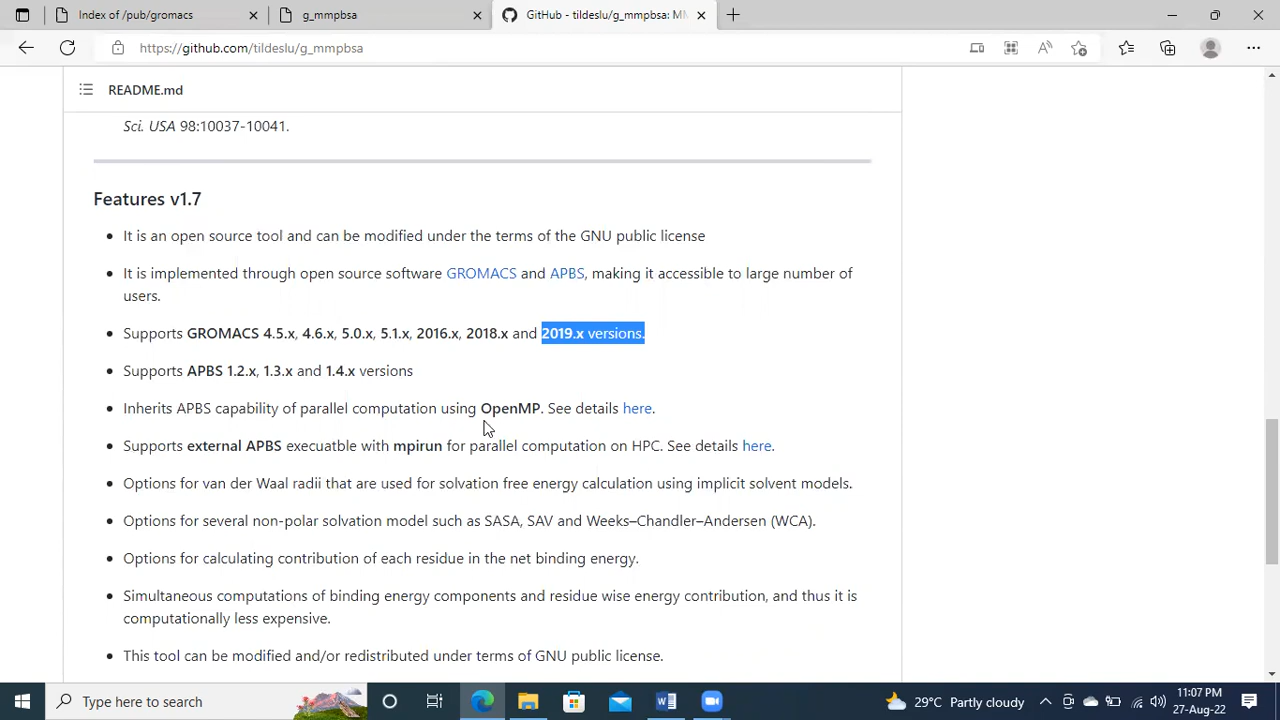 Index of /pub/gromacs
g_mmpbsa
GitHub - tildeslu/g_mmpbsa: MM
https://github.com/tildeslu/g_mmpbsa
README.md
Sci. USA 98:10037-10041.
Features v1.7
• It is an open source tool and can be modified under the terms of the GNU public license
• It is implemented through open source software GROMACS and APBS, making it accessible to large number of
users.
• Supports GROMACS 4.5.x, 4.6.x, 5.0.x, 5.1.x, 2016.x, 2018.x and 2019.x versions.
• Supports APBS 1.2.x, 1.3.x and 1.4.x versions
• Inherits APBS capability of parallel computation using OpenMP. See details here.
• Supports external APBS execuatble with mpirun for parallel computation on HPC. See details here.
• Options for van der Waal radii that are used for solvation free energy calculation using implicit solvent models.
• Options for several non-polar solvation model such as SASA, SAV and Weeks–Chandler–Andersen (WCA).
• Options for calculating contribution of each residue in the net binding energy.
• Simultaneous computations of binding energy components and residue wise energy contribution, and thus it is
computationally less expensive.
• This tool can be modified and/or redistributed under terms of GNU public license.
Type here to search
29°C Partly cloudy
11:07 PM
27-Aug-22